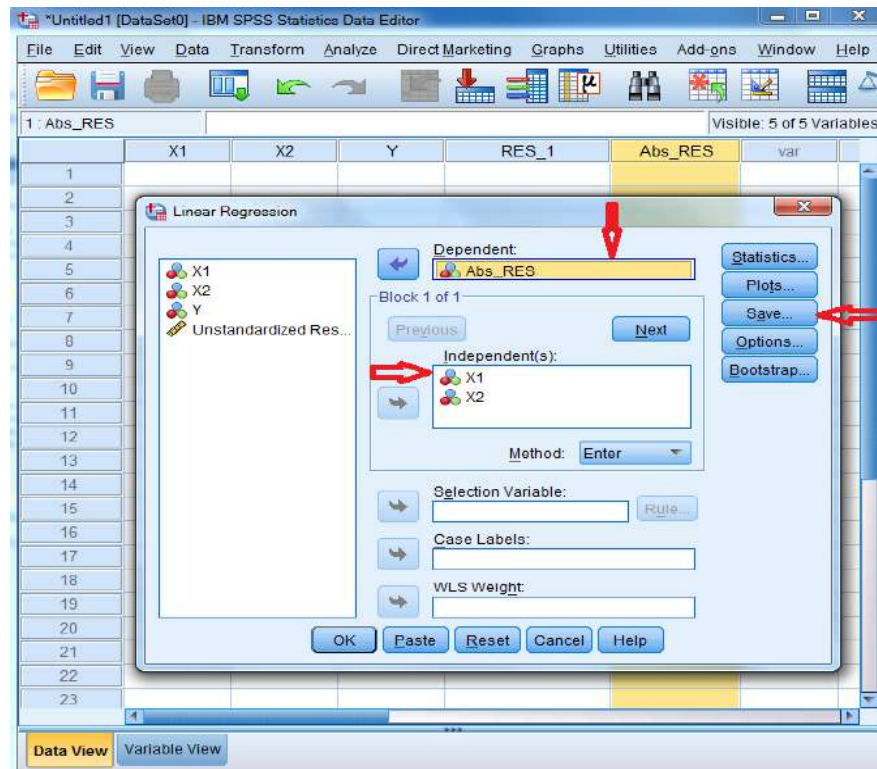 *Untitled1 [DataSet0] - IBM SPSS Statistics Data Editor
File Edit View Data Transform Analyze Direct Marketing Graphs Utilities Add-ons Window Help
1 : Abs_RES
Visible: 5 of 5 Variables
X1 X2 Y RES_1 Abs_RES var
1
2
3
4
5
6
7
8
9
10
11
12
13
14
15
16
17
18
19
20
21
22
23
Linear Regression
X1
X2
Y
Unstandardized Res...
Dependent:
Abs_RES
Block 1 of 1
Previous
Next
Independent(s):
X1
X2
Method: Enter
Selection Variable:
Rule...
Case Labels:
WLS Weight:
Statistics...
Plots...
Save...
Options...
Bootstrap...
OK Paste Reset Cancel Help
Data View Variable View